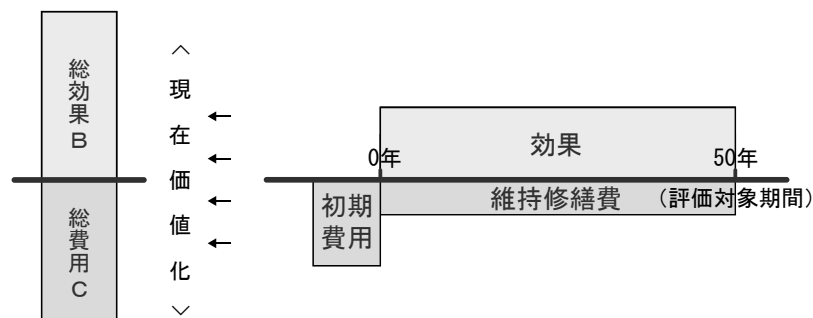 総効果B
総費用C
〈現在価値化〉
0年
効果
50年
初期
費用
維持修繕費
(評価対象期間)